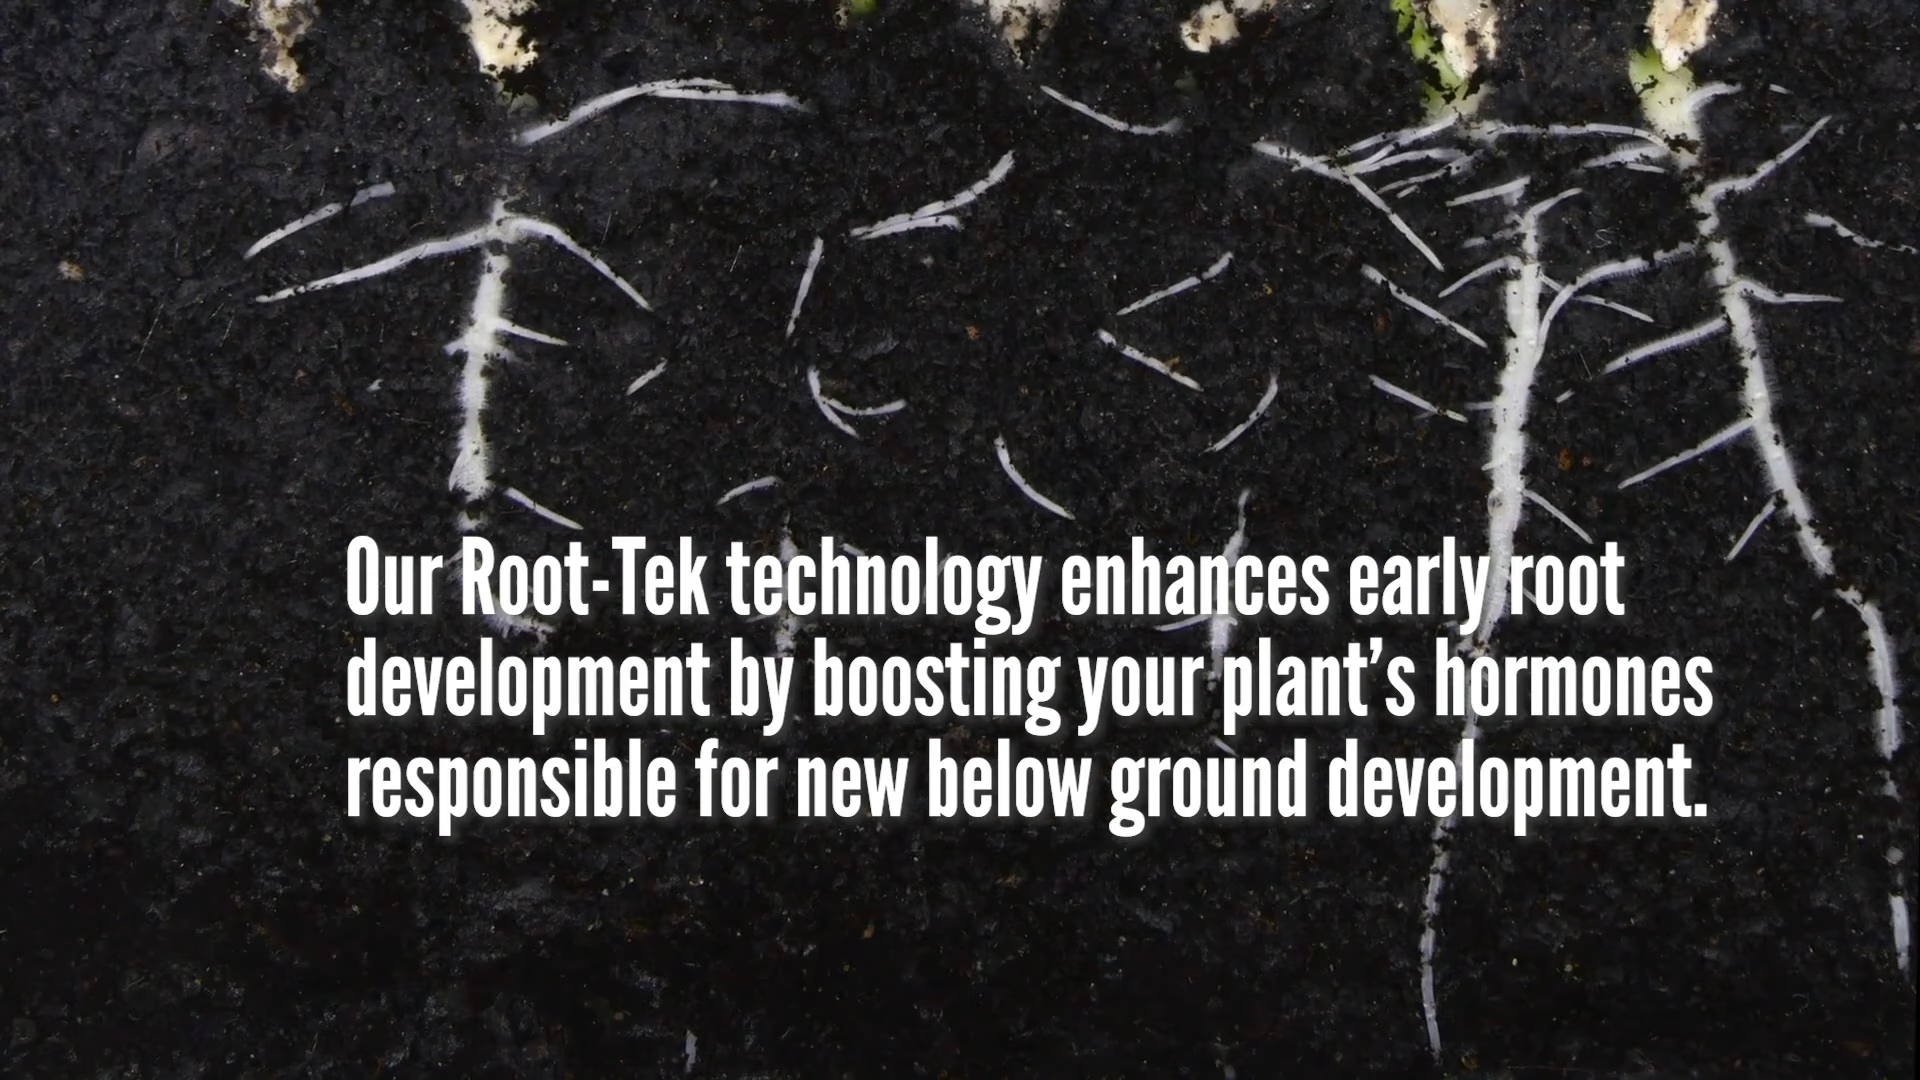 Our Root-Tek technology enhances early root
development by boosting your plant’s hormones
responsible for new below ground development.